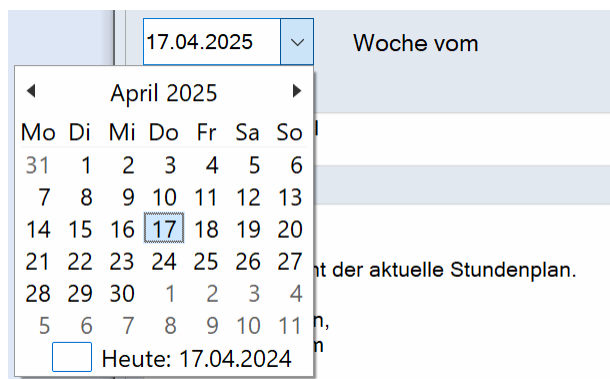 17.04.2025 Woche vom
April 2025
Mo Di Mi Do Fr Sa So
31 1 2 3 4 5 6
7 8 9 10 11 12 13
14 15 16 17 18 19 20
21 22 23 24 25 26 27
der aktuelle Stundenplan.
28 29 30 1 2 3 4
5 6 7 8 9 10 11
Heute: 17.04.2024